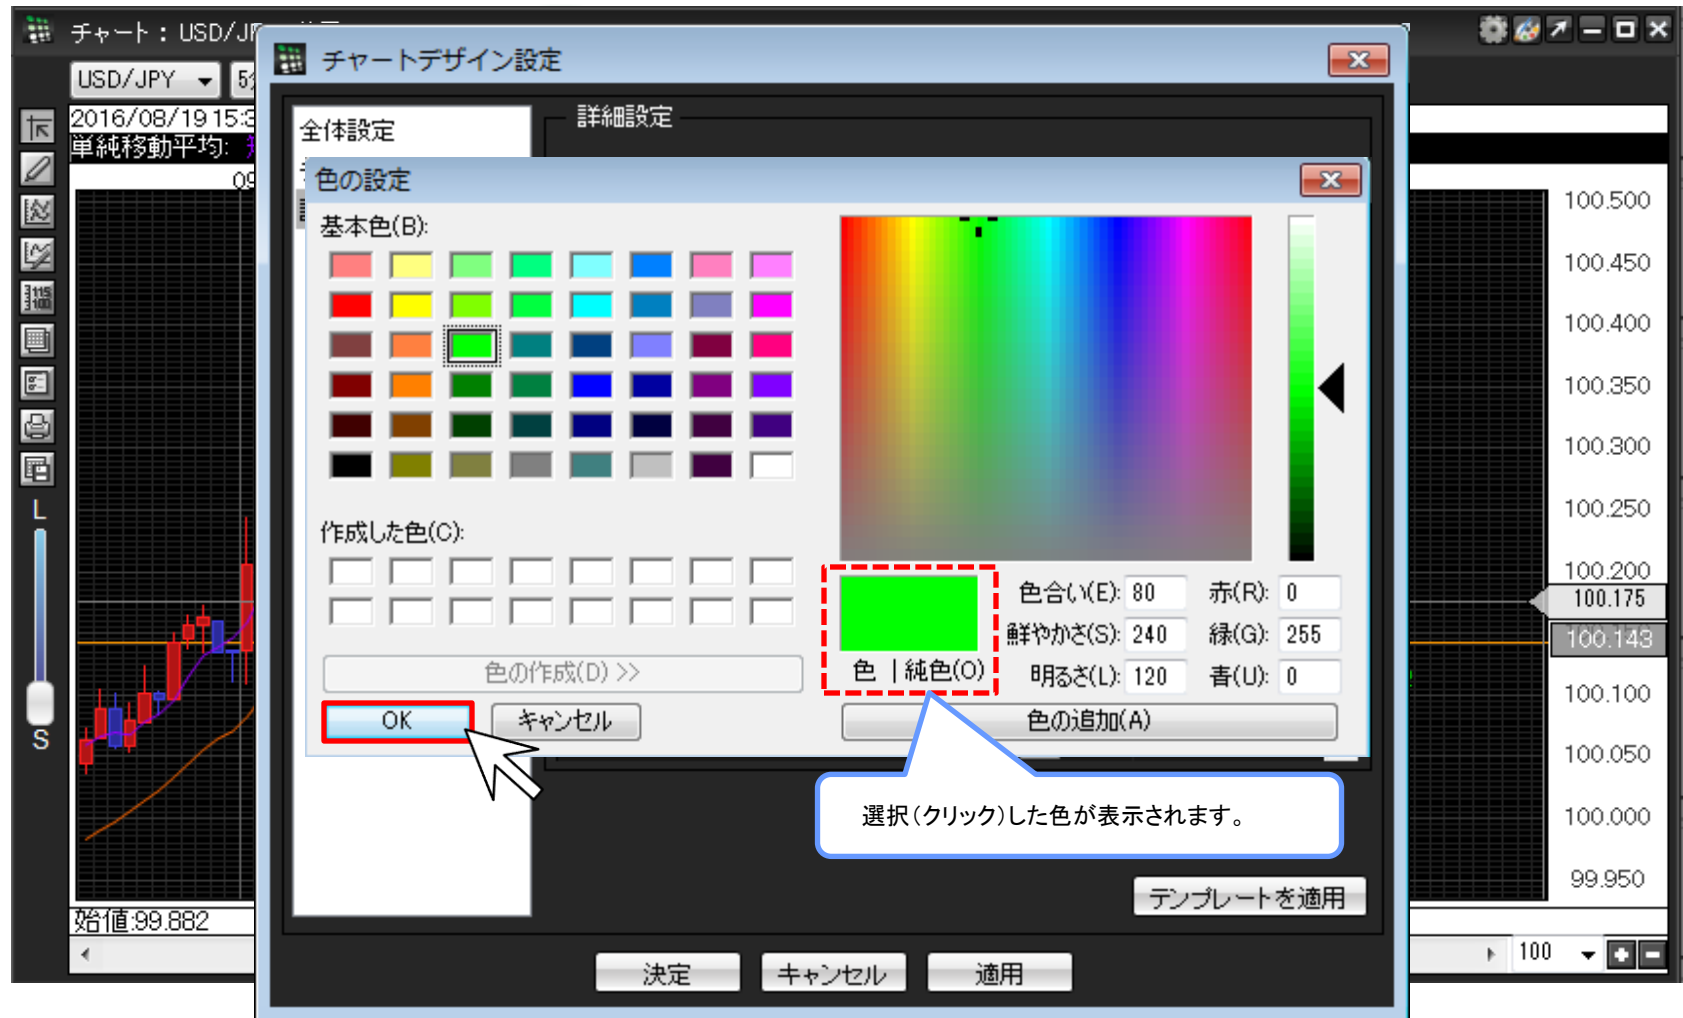 チャート：USD/J
チャートデザイン設定
USD/JPY
2016/08/19 15:3
単純移動平均:
全体設定
詳細設定
色の設定
基本色(B):
作成した色(C):
色の作成(D) >>
OK
キャンセル
色 | 純色(O)
色合い(E): 80
赤(R): 0
鮮やかさ(S): 240
緑(G): 255
明るさ(L): 120
青(U): 0
色の追加(A)
選択(クリック)した色が表示されます。
テンプレートを適用
決定
キャンセル
適用
L
S
115
100
100.500
100.450
100.400
100.350
100.300
100.250
100.200
100.175
100.143
100.100
100.050
100.000
99.950
始値:99.882
100